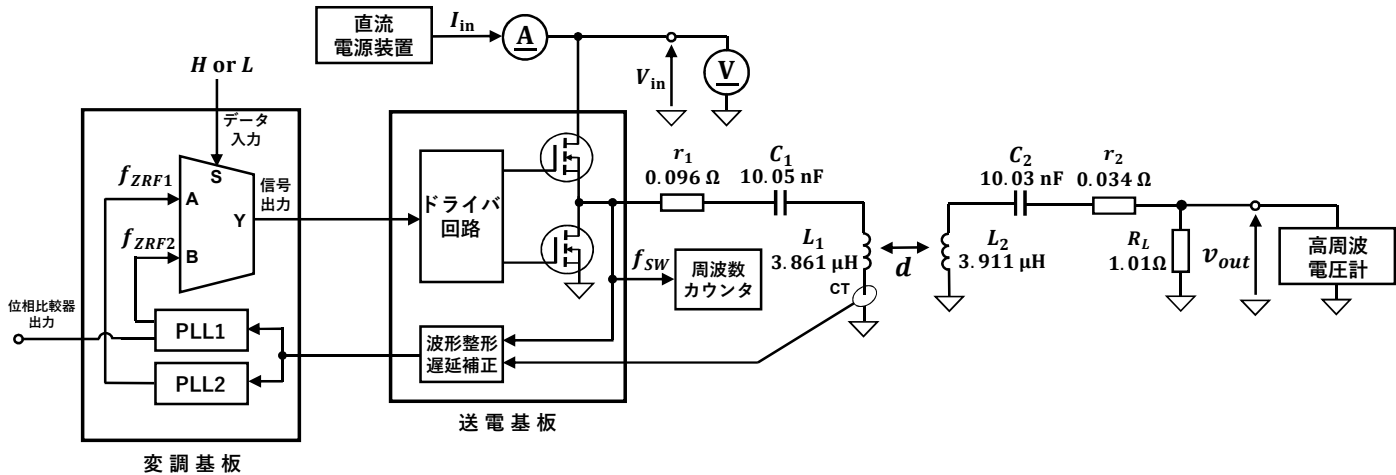 直流
電源装置
I_in
A
V_in
V
H or L
データ
入力
f_ZRF1
f_ZRF2
S
A
B
Y
信号
出力
位相比較器
出力
PLL1
PLL2
変調基板
ドライバ
回路
波形整形
遅延補正
送電基板
f_SW
周波数
カウンタ
r_1
0.096 Ω
C_1
10.05 nF
L_1
3.861 μH
CT
d
C_2
10.03 nF
r_2
0.034 Ω
L_2
3.911 μH
R_L
1.01Ω
v_out
高周波
電圧計